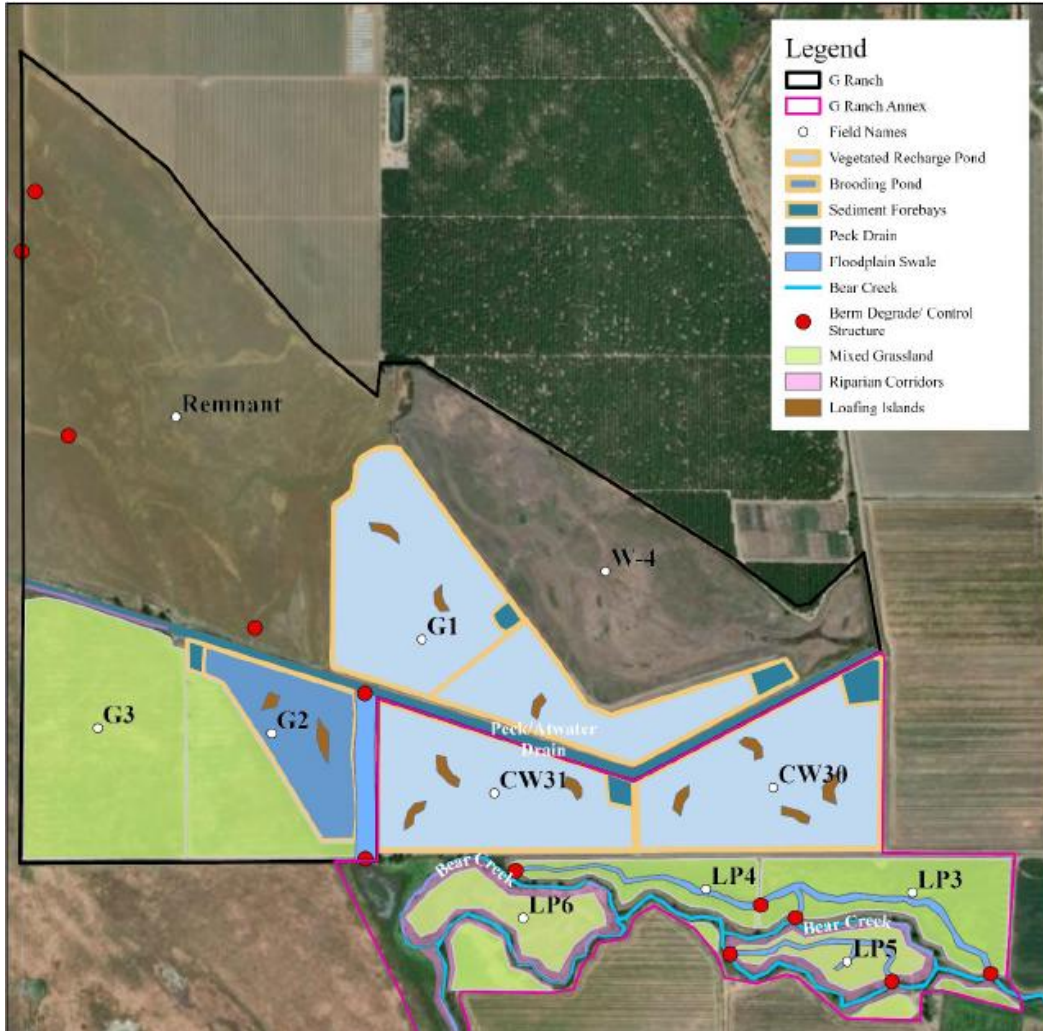 Legend
G Ranch
G Ranch Annex
Field Names
Vegetated Recharge Pond
Brooding Pond
Sediment Forebays
Peck Drain
Floodplain Swale
Bear Creek
Berm Degrade/ Control
Structure
Mixed Grassland
Riparian Corridors
Loafing Islands
Remnant
W-4
G1
G3
G2
Peck/Atwater
Drain
CW31
CW30
Bear Creek
LP4
LP3
LP6
Bear Creek
LP5